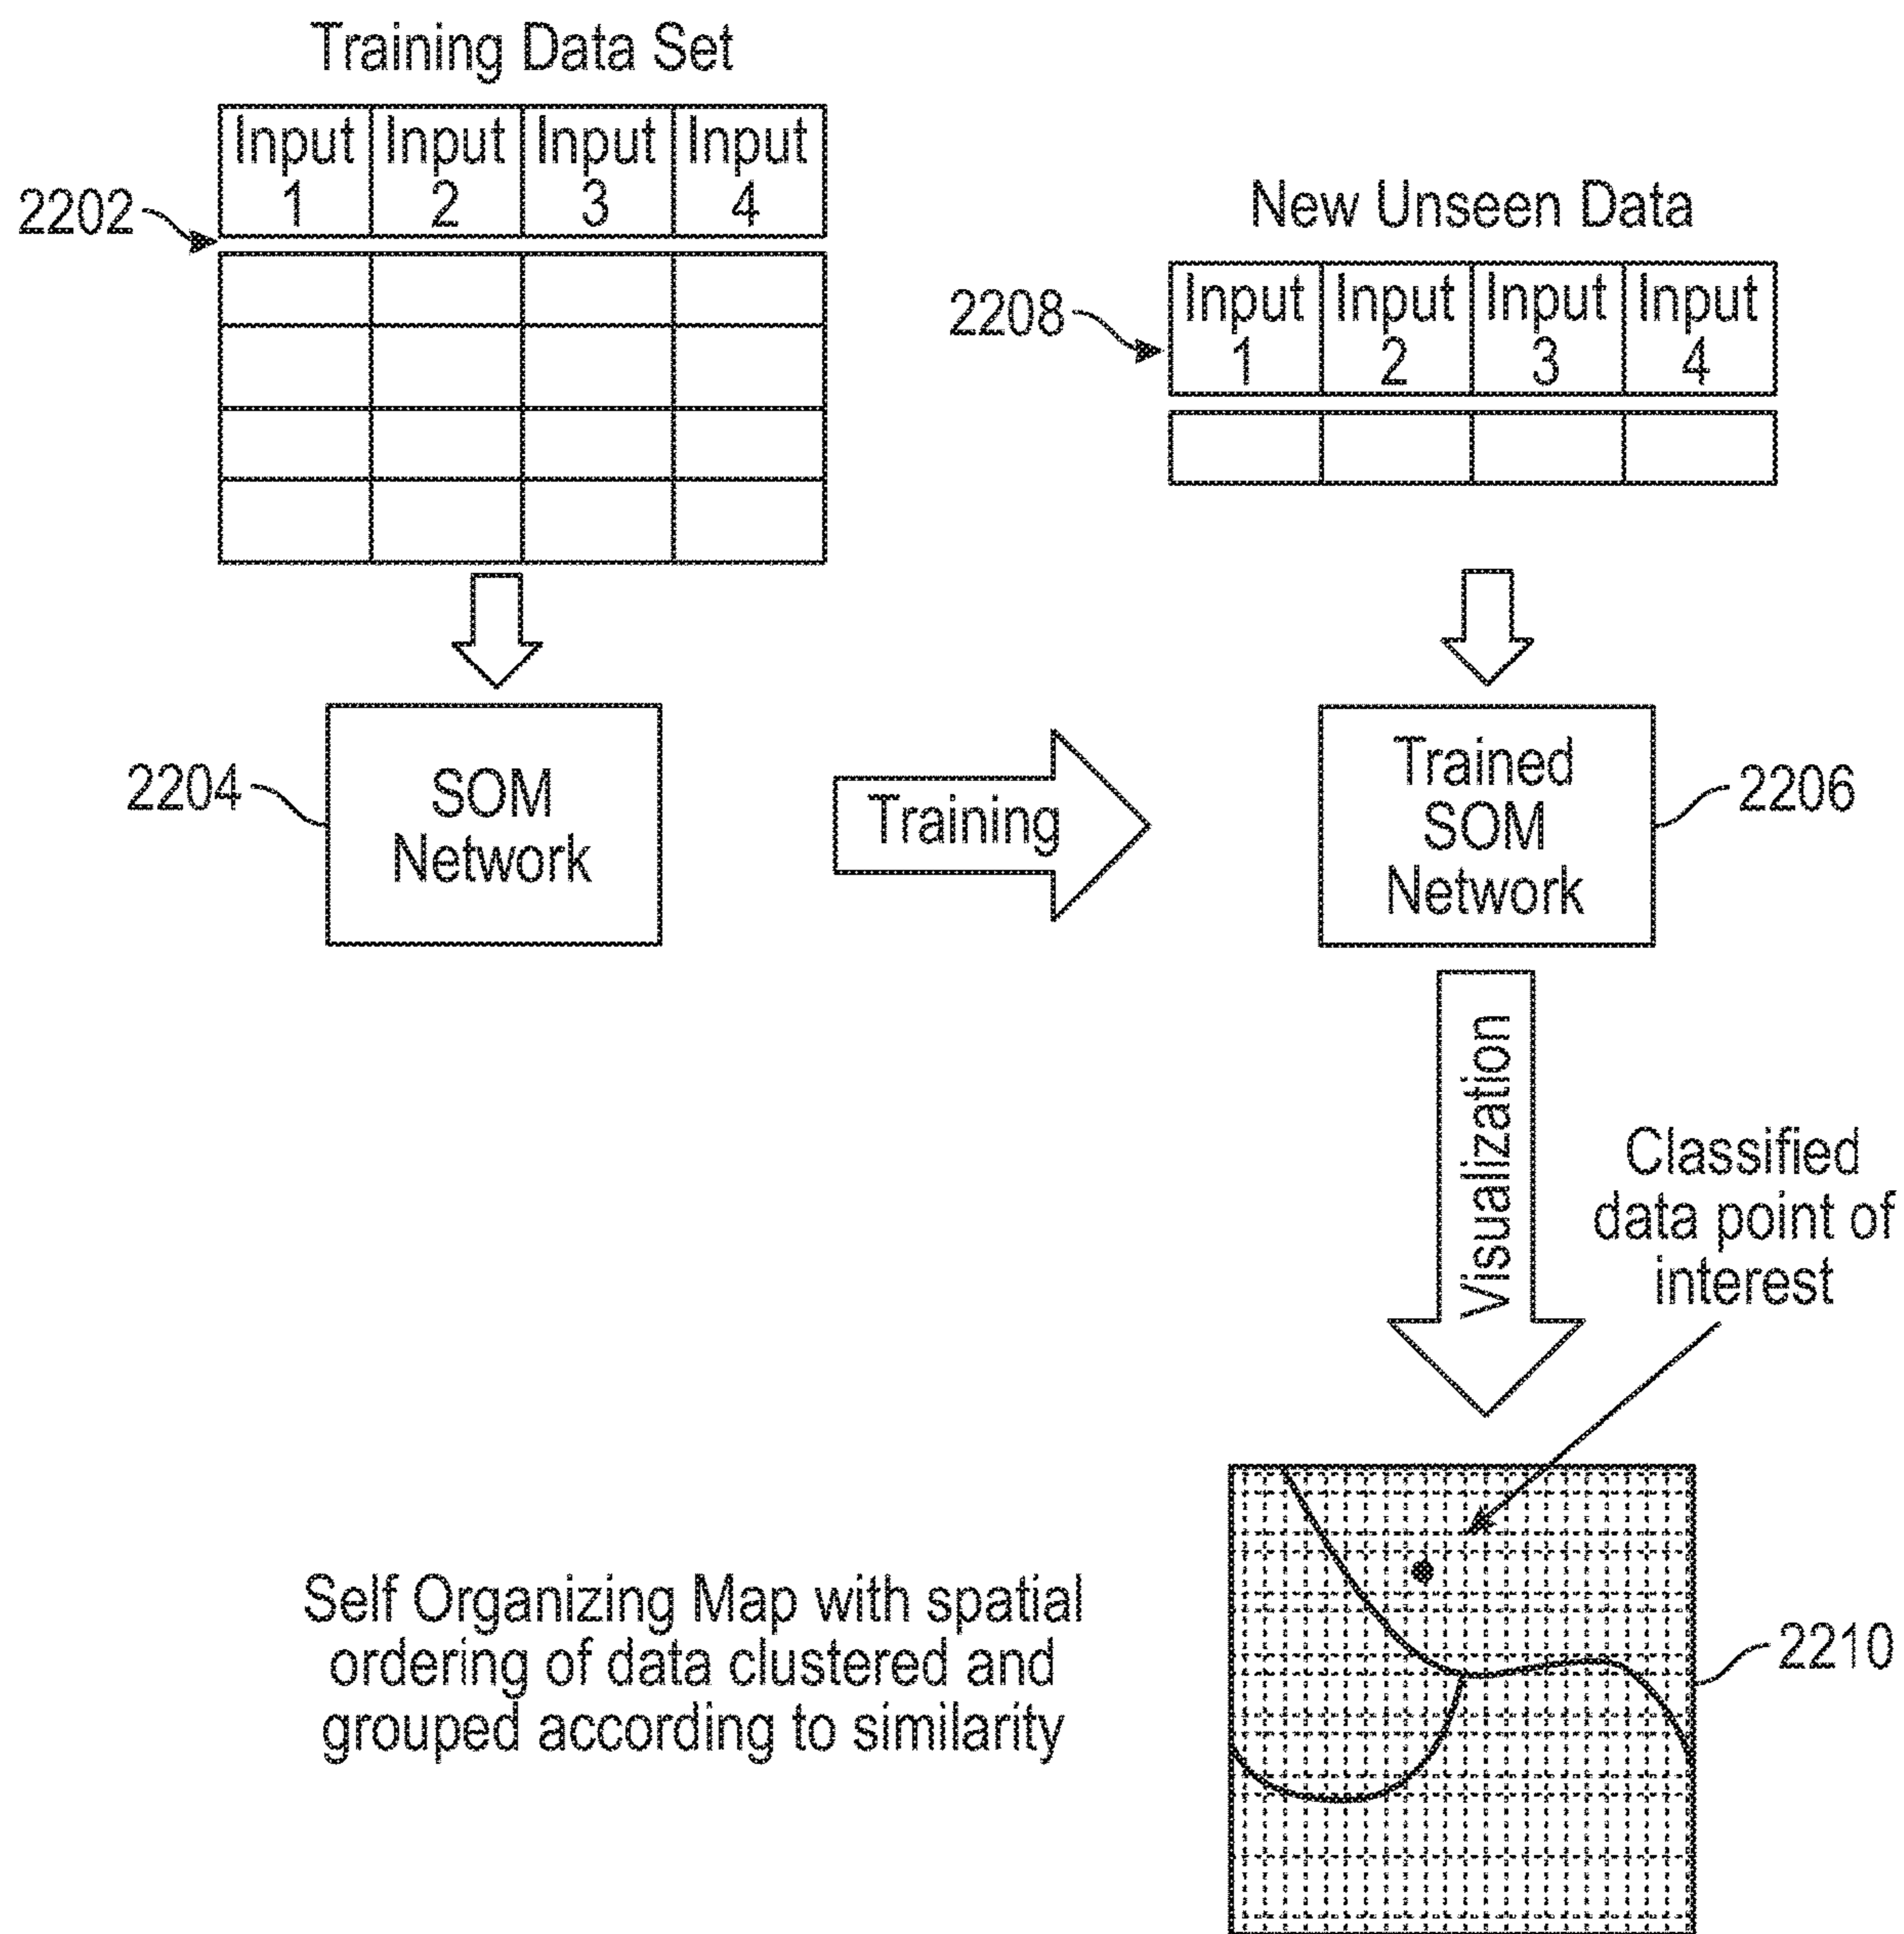 Training Data Set
Input Input Input Input
1 2 3 4
2202
New Unseen Data
Input Input Input Input
1 2 3 4
2208
2204
SOM
Network
Training
Trained
SOM
Network
2206
Visualization
Classified
data point of
interest
Self Organizing Map with spatial
ordering of data clustered and
grouped according to similarity
2210